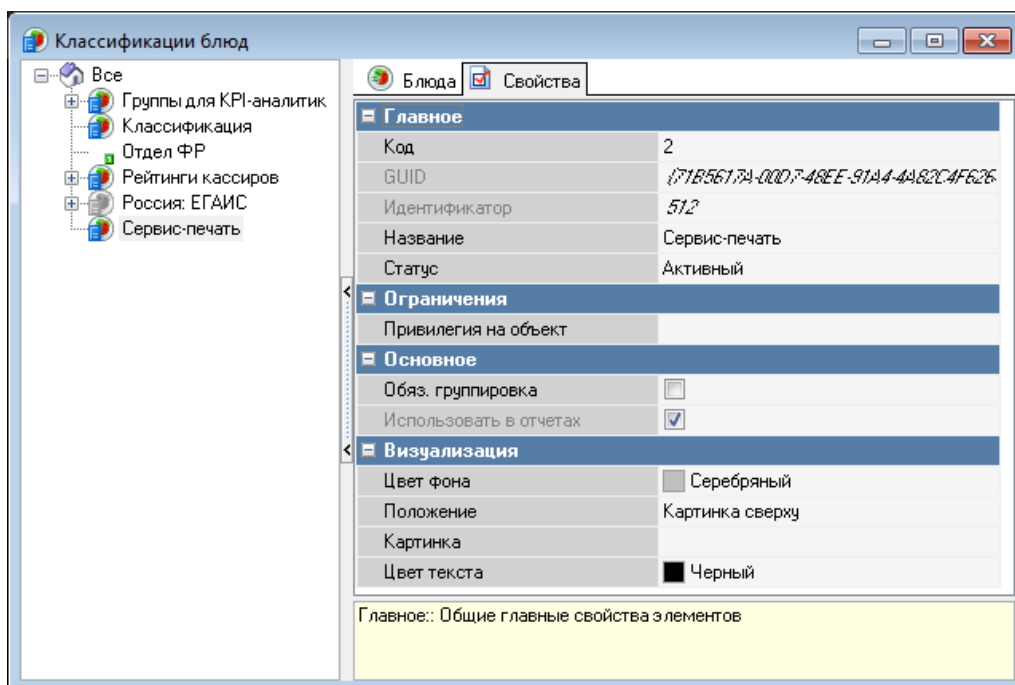 Классификации блюд
Все
Группы для KPI-аналитик
Классификация
Отдел ФР
Рейтинги кассиров
Россия: ЕГАИС
Сервис-печать
Блюда Свойства
Главное
Код 2
GUID {71B5617A-00D7-48EE-91A4-4A82C4F626
Идентификатор 512
Название Сервис-печать
Статус Активный
Ограничения
Привилегия на объект
Основное
Обяз. группировка
Использовать в отчетах
Визуализация
Цвет фона Серебряный
Положение Картинка сверху
Картинка
Цвет текста Черный
Главное:: Общие главные свойства элементов